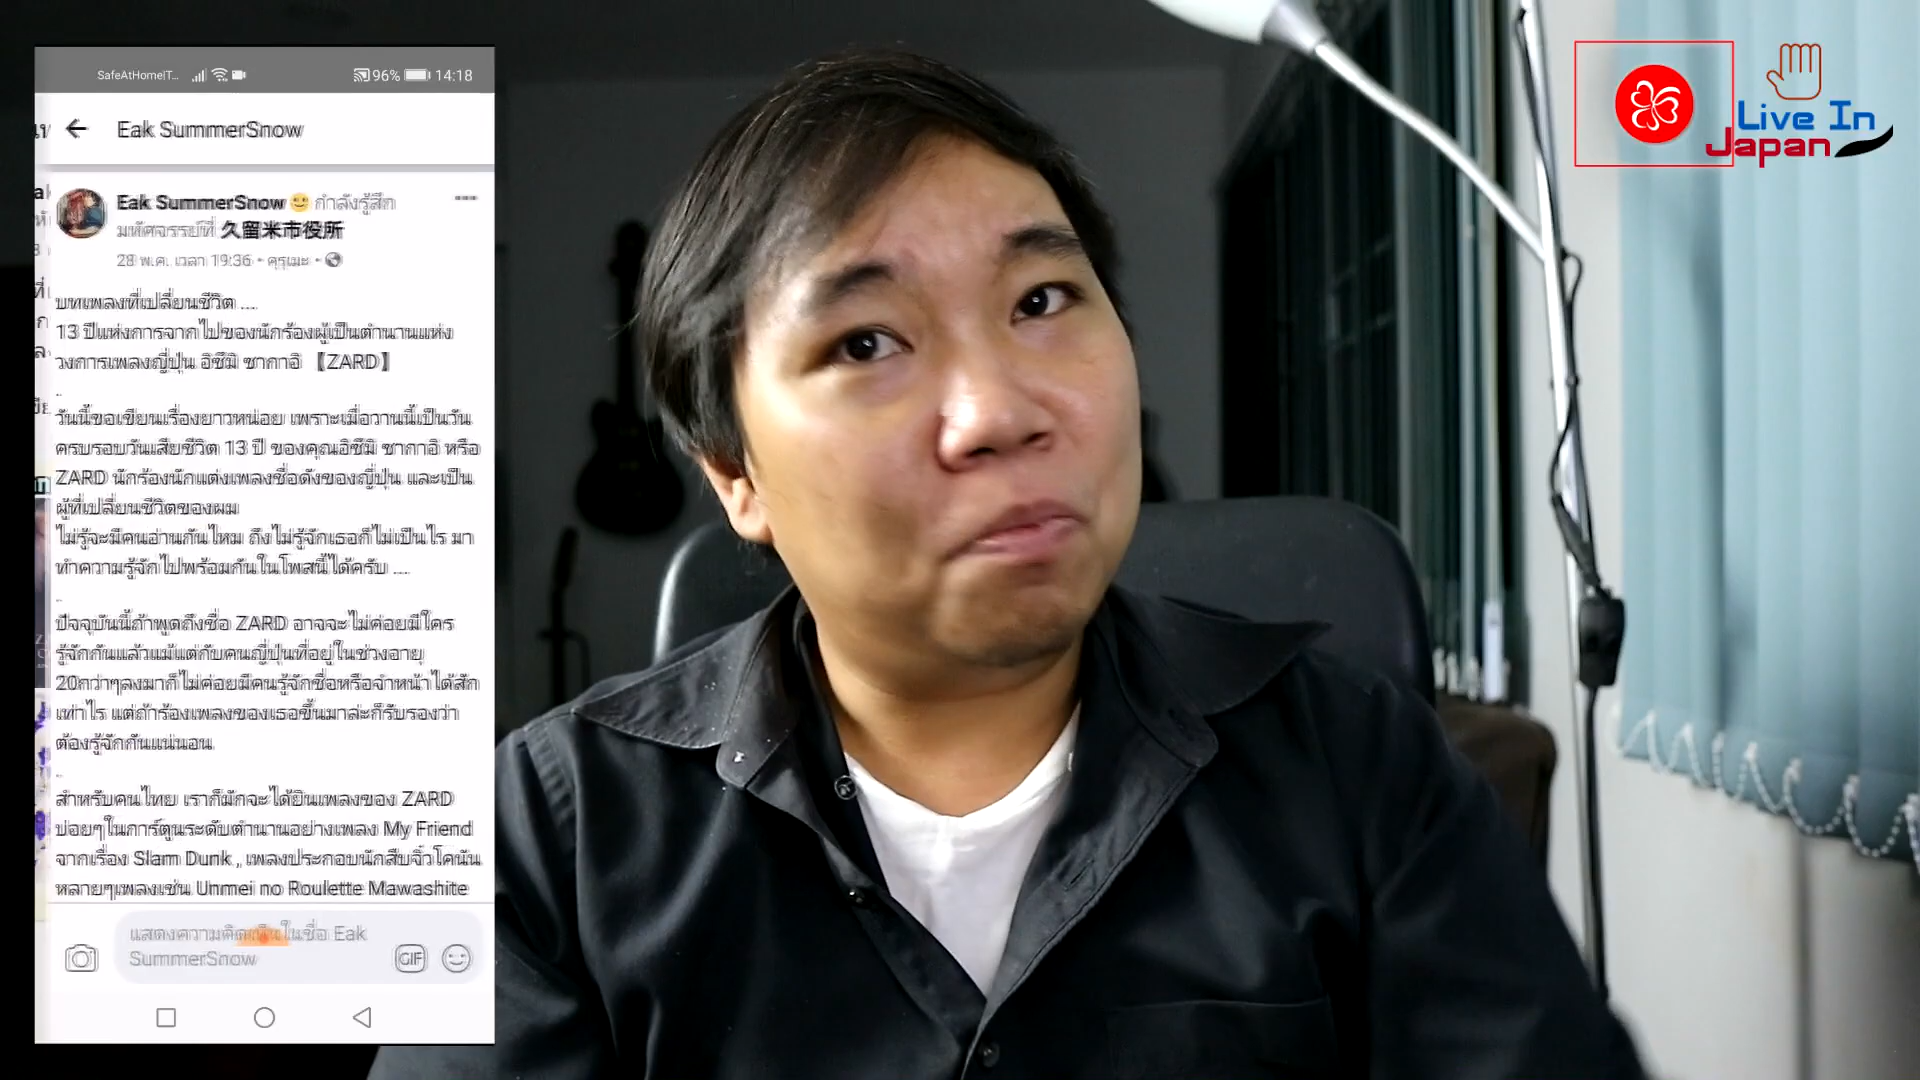 SafeAtHome|T... 96% 14:18
Eak SummerSnow
Eak SummerSnow กำลังรู้สึก
มหัศจรรย์ที่ 久留米市役所
28 พ.ค. เวลา 19:36 • คุรุเมะ •
บทเพลงที่เปลี่ยนชีวิต ....
13 ปีแห่งการจากไปของนักร้องผู้เป็นตำนานแห่ง
วงการเพลงญี่ปุ่น อิซึมิ ซากาอิ 【ZARD】
..
วันนี้ขอเขียนเรื่องยาวหน่อย เพราะเมื่อวานนี้เป็นวัน
ครบรอบวันเสียชีวิต 13 ปี ของคุณอิซึมิ ซากาอิ หรือ
ZARD นักร้องนักแต่งเพลงชื่อดังของญี่ปุ่น และเป็น
ผู้ที่เปลี่ยนชีวิตของผม
ไม่รู้จะมีคนอ่านกันไหม ถึงไม่รู้จักเธอก็ไม่เป็นไร มา
ทำความรู้จักไปพร้อมกันในโพสนี้ได้ครับ ....
..
ปัจจุบันนี้ถ้าพูดถึงชื่อ ZARD อาจจะไม่ค่อยมีใคร
รู้จักกันแล้วแม้แต่กับคนญี่ปุ่นที่อยู่ในช่วงอายุ
20กว่าๆลงมาก็ไม่ค่อยมีคนรู้จักชื่อหรือจำหน้าได้สัก
เท่าไร แต่ถ้าร้องเพลงของเธอขึ้นมาล่ะก็รับรองว่า
ต้องรู้จักกันแน่นอน
..
สำหรับคนไทย เราก็มักจะได้ยินเพลงของ ZARD
บ่อยๆในการ์ตูนระดับตำนานอย่างเพลง My Friend
จากเรื่อง Slam Dunk , เพลงประกอบนักสืบจิ๋วโคนัน
หลายๆเพลงเช่น Unmei no Roulette Mawashite
แสดงความคิดเห็นในชื่อ Eak
SummerSnow
GIF
Live In
Japan